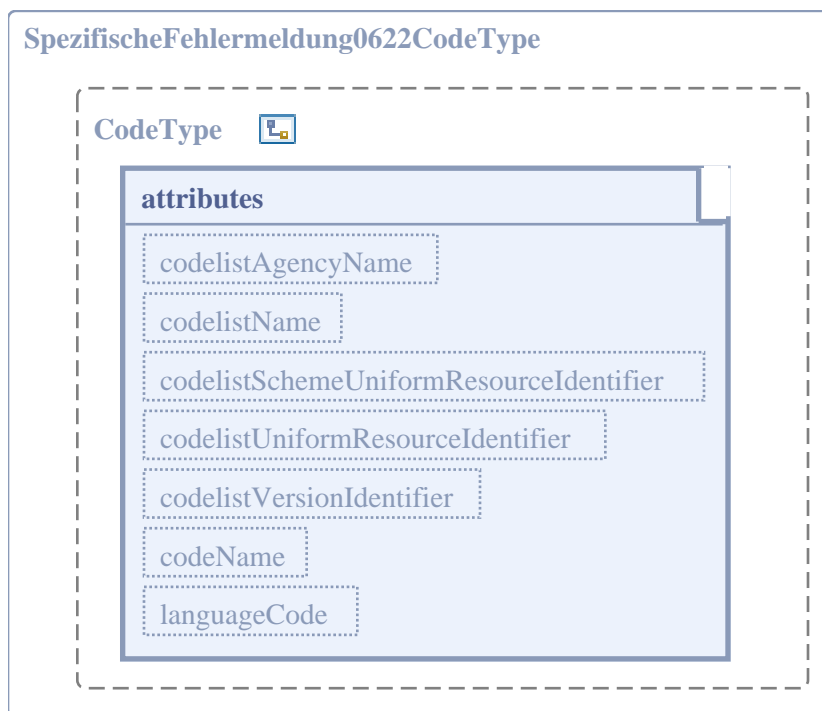 SpezifischeFehlermeldung0622CodeType
CodeType
attributes
codelistAgencyName
codelistName
codelistSchemeUniformResourceIdentifier
codelistUniformResourceIdentifier
codelistVersionIdentifier
codeName
languageCode